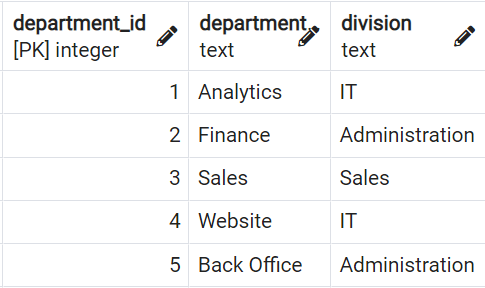 department_id department division
[PK] integer text text
1 Analytics IT
2 Finance Administration
3 Sales Sales
4 Website IT
5 Back Office Administration